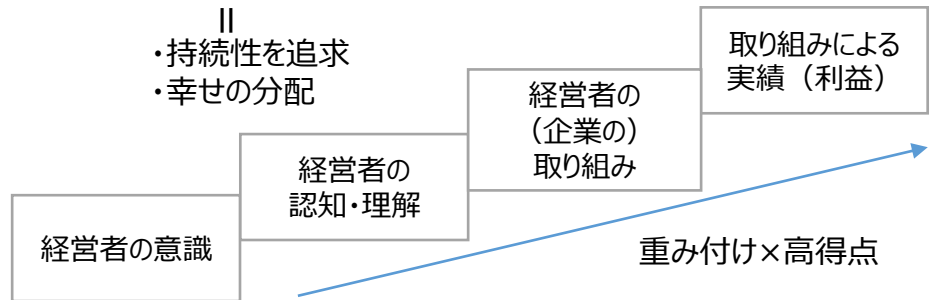 ||
・持続性を追求
・幸せの分配
取り組みによる
実績（利益）
経営者の
（企業の）
取り組み
経営者の
認知・理解
経営者の意識
重み付け×高得点